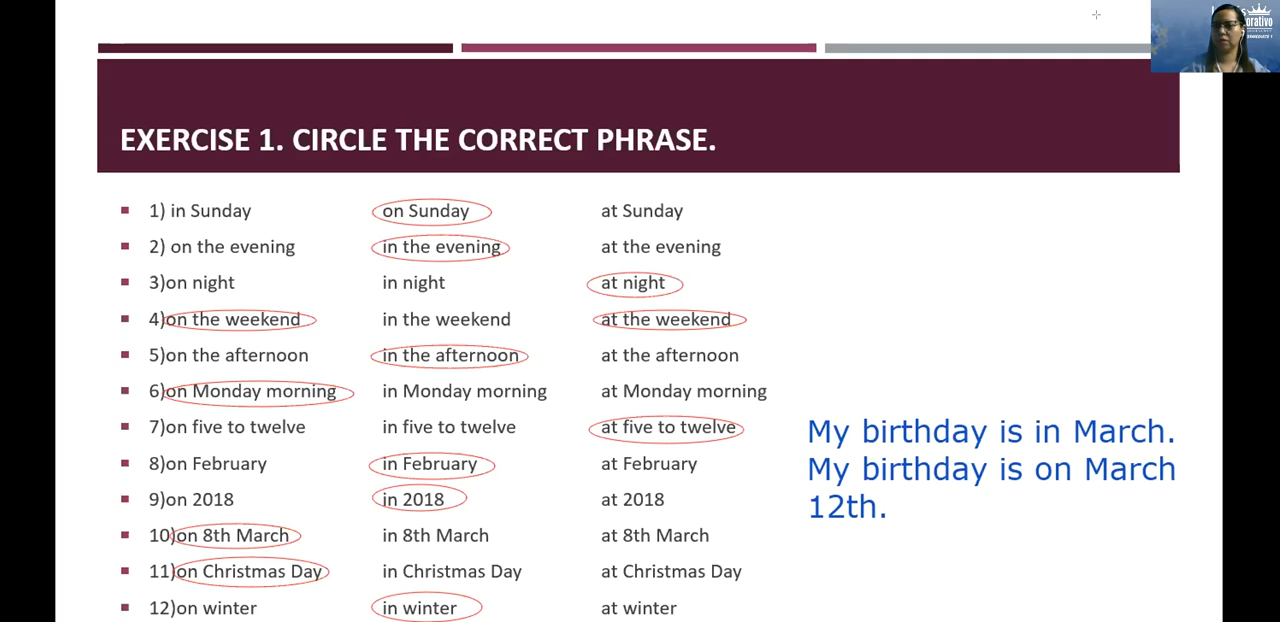 EXERCISE 1. CIRCLE THE CORRECT PHRASE.
1) in Sunday on Sunday at Sunday
2) on the evening in the evening at the evening
3)on night in night at night
4)on the weekend in the weekend at the weekend
5)on the afternoon in the afternoon at the afternoon
6)on Monday morning in Monday morning at Monday morning
7)on five to twelve in five to twelve at five to twelve
8)on February in February at February
9)on 2018 in 2018 at 2018
10)on 8th March in 8th March at 8th March
11)on Christmas Day in Christmas Day at Christmas Day
12)on winter in winter at winter
My birthday is in March.
My birthday is on March
12th.